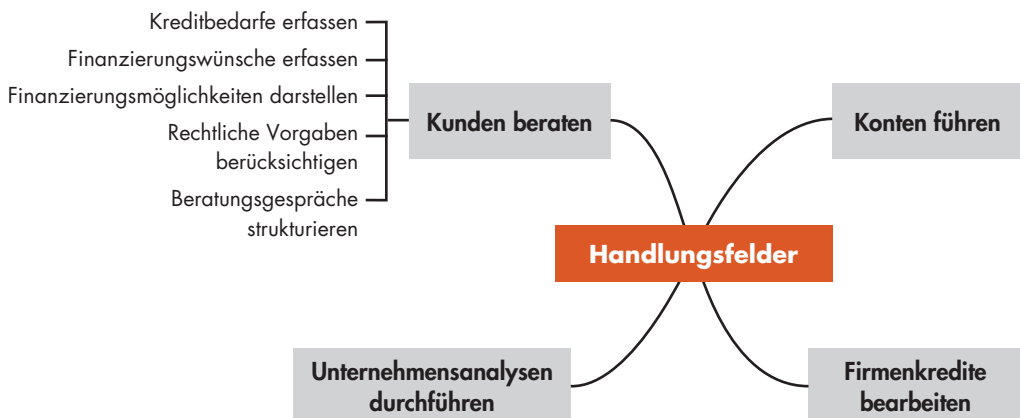 Kreditbedarfe erfassen
Finanzierungswünsche erfassen
Finanzierungsmöglichkeiten darstellen
Rechtliche Vorgaben
berücksichtigen
Beratungsgespräche
strukturieren
Kunden beraten
Konten führen
Handlungsfelder
Unternehmensanalysen
durchführen
Firmenkredite
bearbeiten